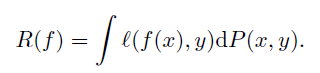 R(f) = ∫ ℓ(f(x), y)dP(x, y).